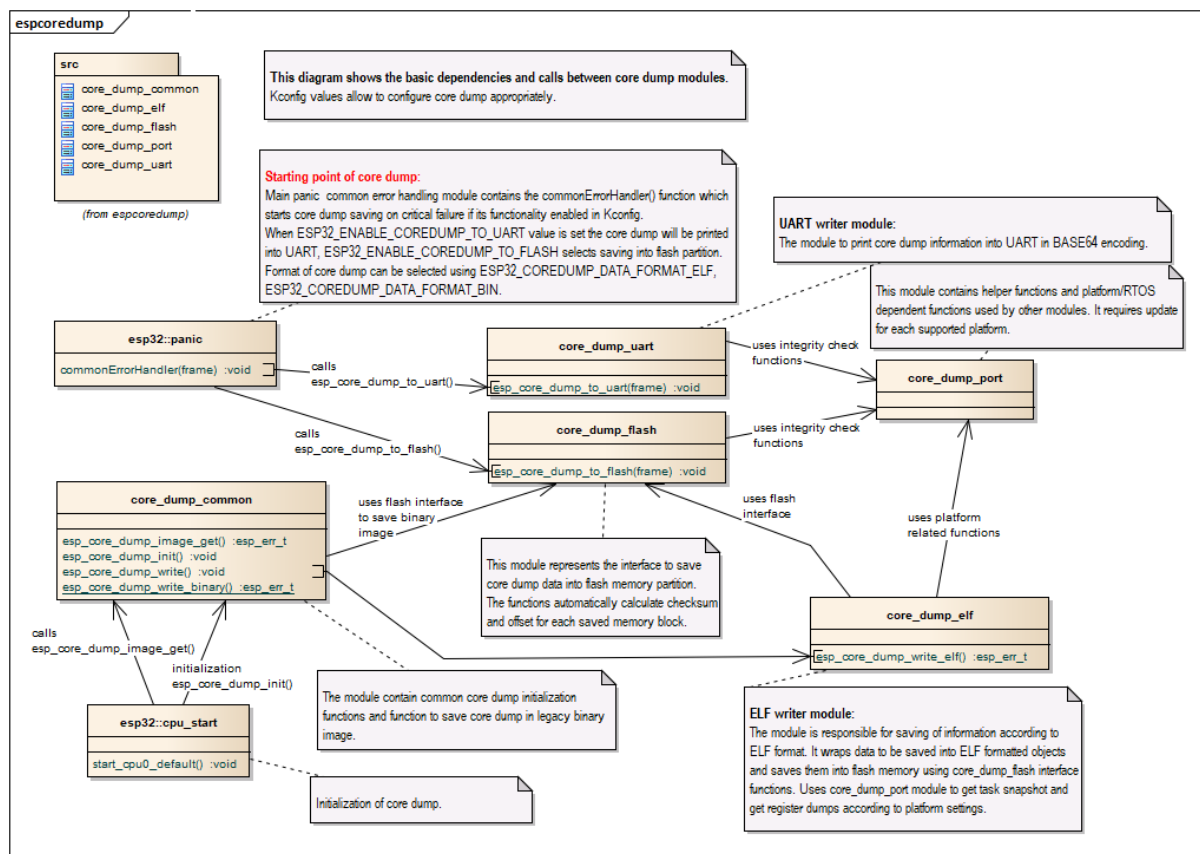 espcoredump
src
core_dump_common
core_dump_elf
core_dump_flash
core_dump_port
core_dump_uart
(from espcoredump)
This diagram shows the basic dependencies and calls between core dump modules.
Kconfig values allow to configure core dump appropriately.
Starting point of core dump:
Main panic common error handling module contains the commonErrorHandler() function which
starts core dump saving on critical failure if its functionality enabled in Kconfig.
When ESP32_ENABLE_COREDUMP_TO_UART value is set the core dump will be printed
into UART, ESP32_ENABLE_COREDUMP_TO_FLASH selects saving into flash partition.
Format of core dump can be selected using ESP32_COREDUMP_DATA_FORMAT_ELF,
ESP32_COREDUMP_DATA_FORMAT_BIN.
UART writer module:
The module to print core dump information into UART in BASE64 encoding.
This module contains helper functions and platform/RTOS
dependent functions used by other modules. It requires update
for each supported platform.
esp32::panic
commonErrorHandler(frame) :void
calls
esp_core_dump_to_uart()
core_dump_uart
esp_core_dump_to_uart(frame) :void
uses integrity check
functions
core_dump_port
calls
esp_core_dump_to_flash()
core_dump_flash
esp_core_dump_to_flash(frame) :void
uses integrity check
functions
core_dump_common
esp_core_dump_image_get() :esp_err_t
esp_core_dump_init() :void
esp_core_dump_write() :void
esp_core_dump_write_binary() :esp_err_t
uses flash interface
to save binary
image
uses flash
interface
uses platform
related functions
This module represents the interface to save
core dump data into flash memory partition.
The functions automatically calculate checksum
and offset for each saved memory block.
core_dump_elf
esp_core_dump_write_elf() :esp_err_t
calls
esp_core_dump_image_get()
initialization
esp_core_dump_init()
The module contain common core dump initialization
functions and function to save core dump in legacy binary
image.
esp32::cpu_start
start_cpu0_default() :void
Initialization of core dump.
ELF writer module:
The module is responsible for saving of information according to
ELF format. It wraps data to be saved into ELF formatted objects
and saves them into flash memory using core_dump_flash interface
functions. Uses core_dump_port module to get task snapshot and
get register dumps according to platform settings.